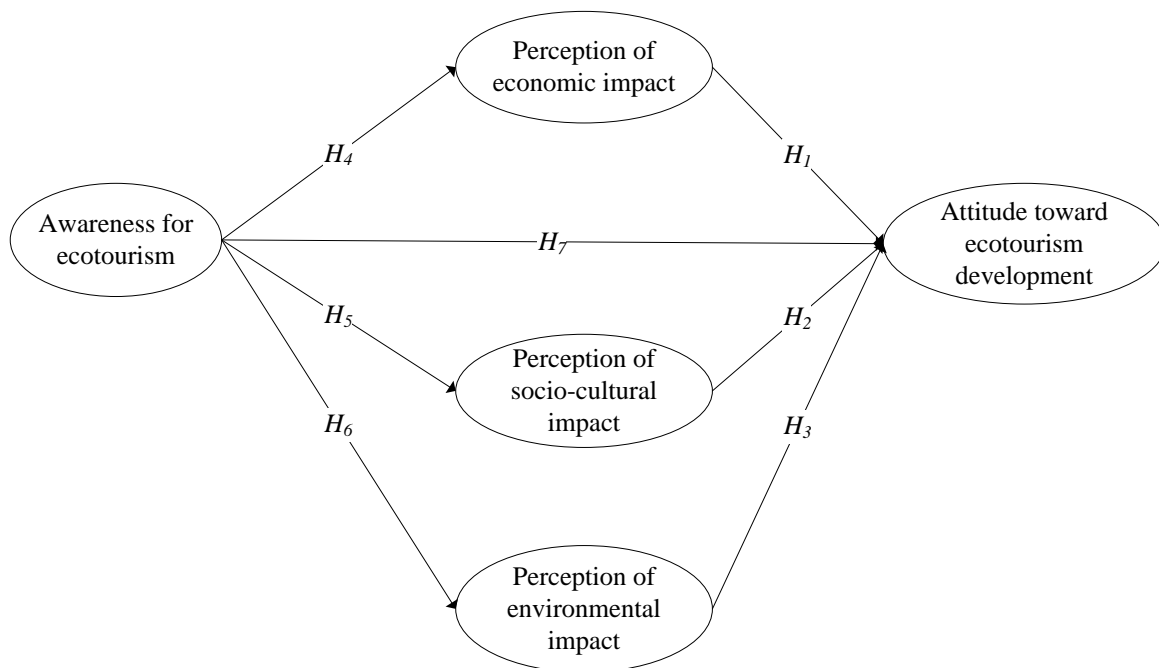 Perception of
economic impact
H4
H1
Awareness for
ecotourism
H7
Attitude toward
ecotourism
development
H5
H2
Perception of
socio-cultural
impact
H6
H3
Perception of
environmental
impact